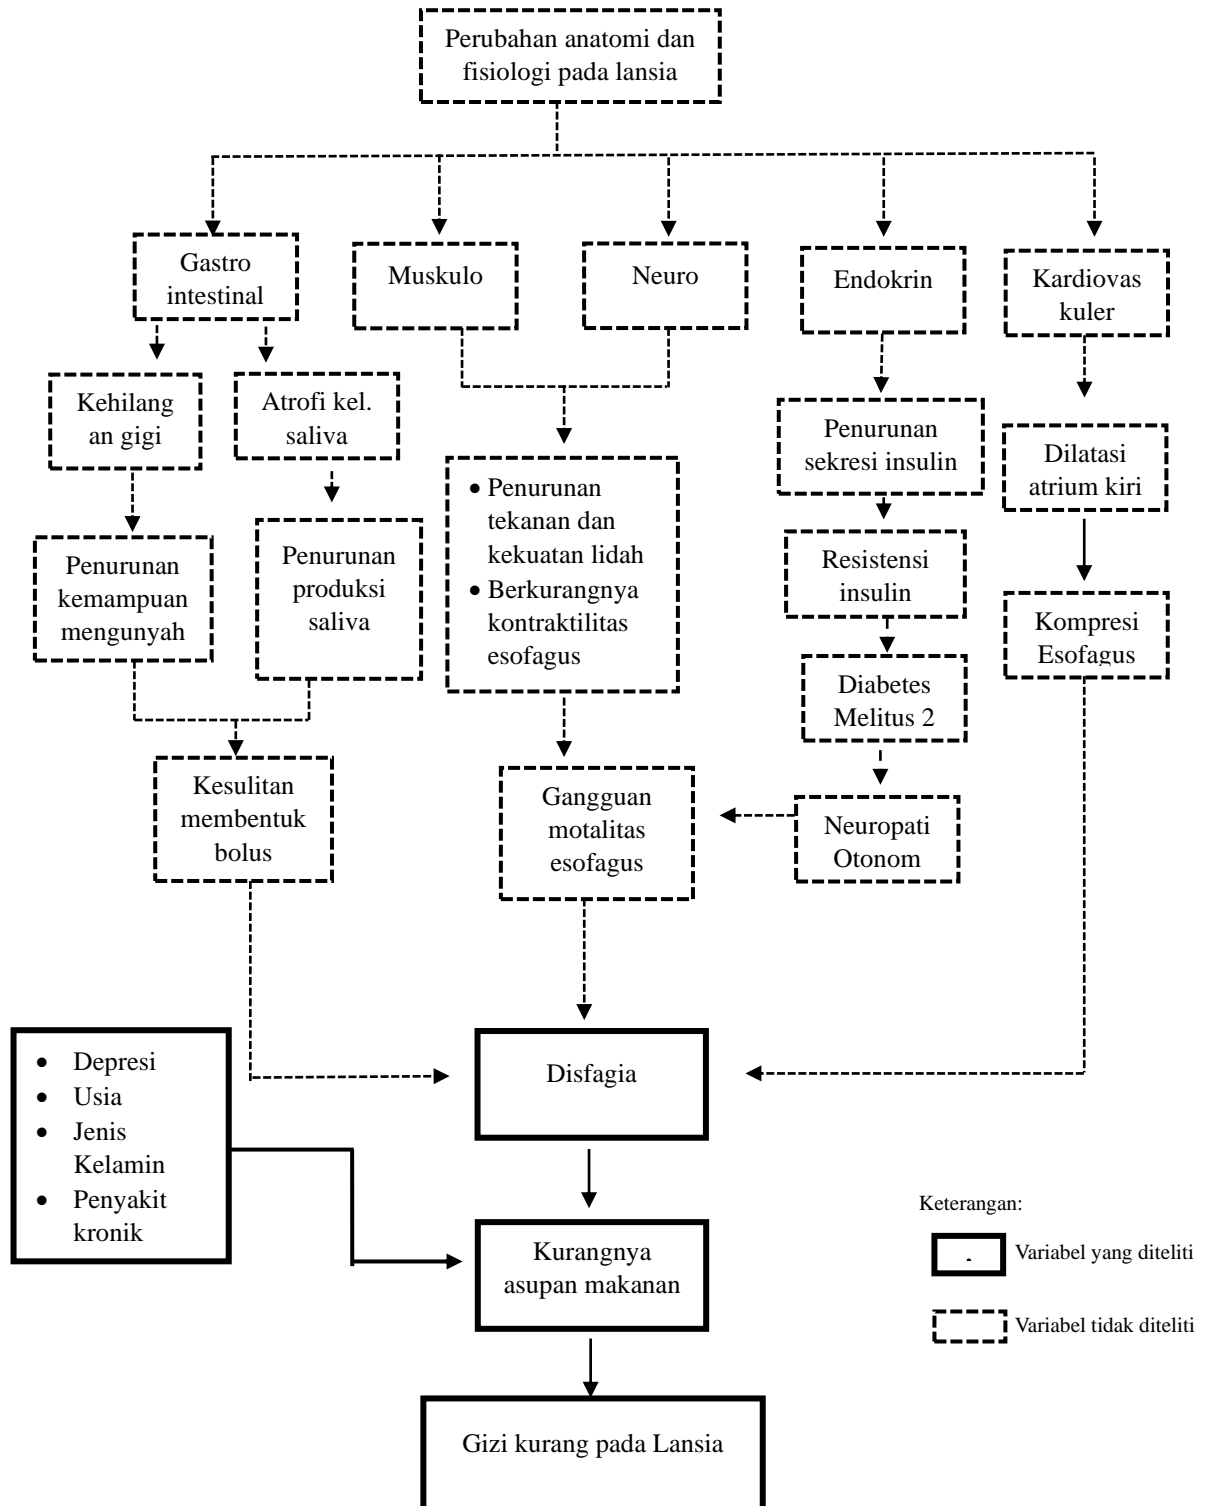 Perubahan anatomi dan
fisiologi pada lansia
Gastro
intestinal
Muskulo
Neuro
Endokrin
Kardiovas
kuler
Kehilang
an gigi
Atrofi kel.
saliva
Penurunan
sekresi insulin
Dilatasi
atrium kiri
• Penurunan
tekanan dan
kekuatan lidah
• Berkurangnya
kontraktilitas
esofagus
Penurunan
kemampuan
mengunyah
Penurunan
produksi
saliva
Resistensi
insulin
Kompresi
Esofagus
Diabetes
Melitus 2
Kesulitan
membentuk
bolus
Gangguan
motalitas
esofagus
Neuropati
Otonom
• Depresi
• Usia
• Jenis
Kelamin
• Penyakit
kronik
Disfagia
Kurangnya
asupan makanan
Keterangan:
Variabel yang diteliti
Variabel tidak diteliti
Gizi kurang pada Lansia